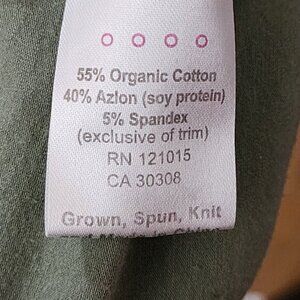 55% Organic Cotton
40% Azlon (soy protein)
5% Spandex
(exclusive of trim)
RN 121015
CA 30308
Grown, Spun, Knit